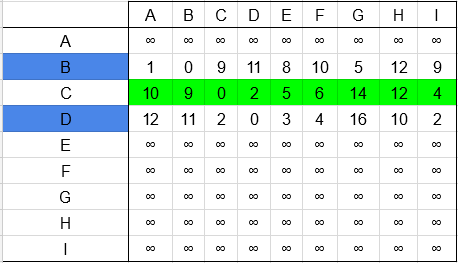 A B C D E F G H I
A ∞ ∞ ∞ ∞ ∞ ∞ ∞ ∞ ∞
B 1 0 9 11 8 10 5 12 9
C 10 9 0 2 5 6 14 12 4
D 12 11 2 0 3 4 16 10 2
E ∞ ∞ ∞ ∞ ∞ ∞ ∞ ∞ ∞
F ∞ ∞ ∞ ∞ ∞ ∞ ∞ ∞ ∞
G ∞ ∞ ∞ ∞ ∞ ∞ ∞ ∞ ∞
H ∞ ∞ ∞ ∞ ∞ ∞ ∞ ∞ ∞
I ∞ ∞ ∞ ∞ ∞ ∞ ∞ ∞ ∞